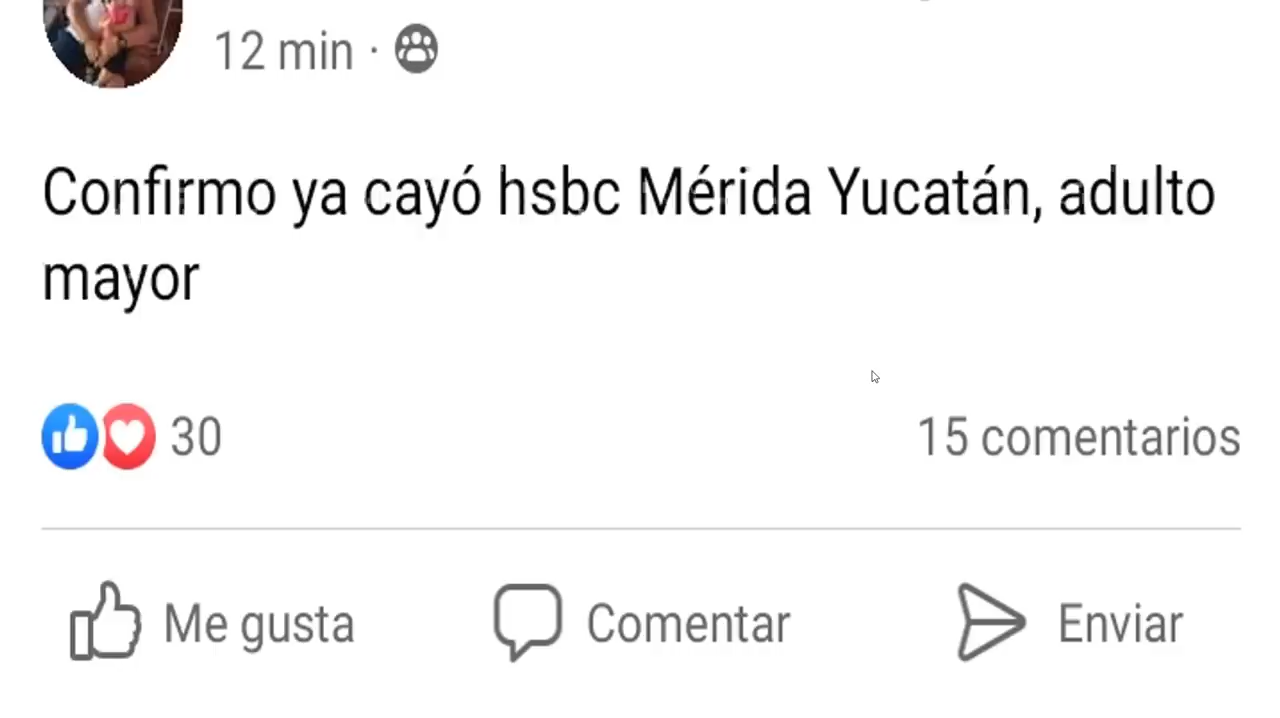 12 min ·
Confirmo ya cayó hsbc Mérida Yucatán, adulto
mayor
30
15 comentarios
Me gusta
Comentar
Enviar